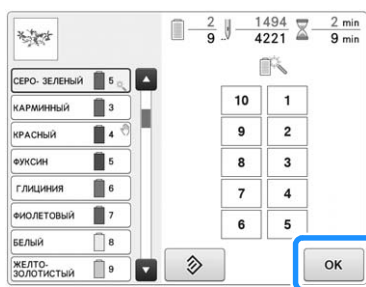 2 1494 2 min
9 4221 9 min
СЕРО- ЗЕЛЕНЫЙ 5
КАРМИННЫЙ 3
КРАСНЫЙ 4
ФУКСИН 5
ГЛИЦИНИЯ 6
ФИОЛЕТОВЫЙ 7
БЕЛЫЙ 8
ЖЕЛТО-
ЗОЛОТИСТЫЙ 9
10 1
9 2
8 3
7 4
6 5
OK